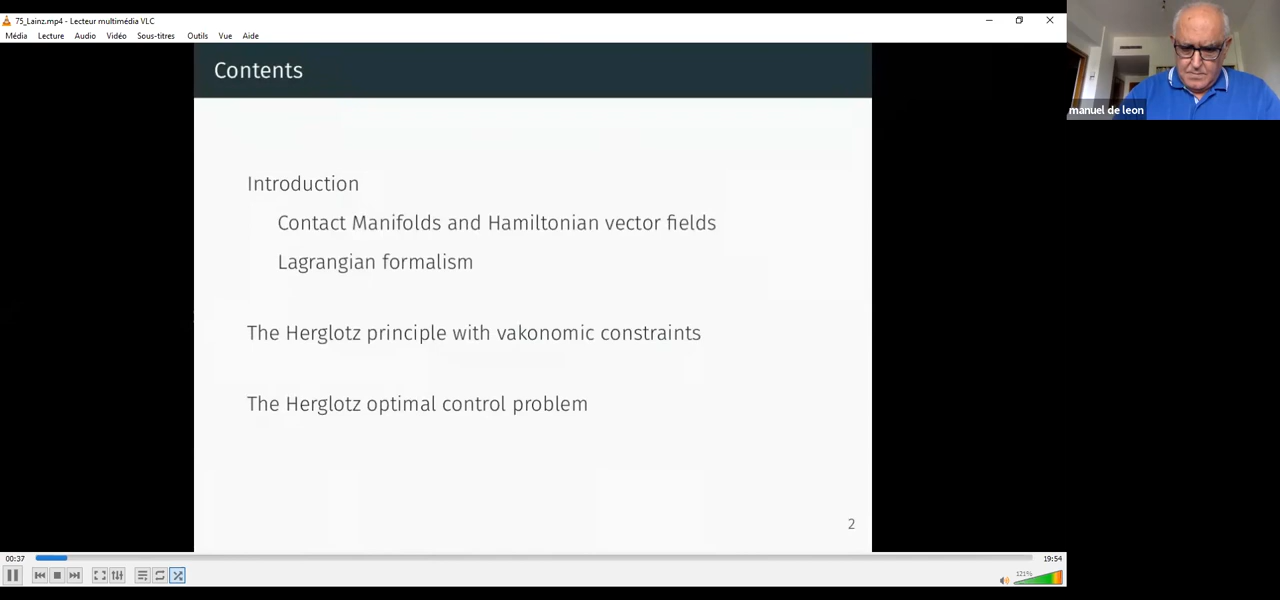 75_Lainz.mp4 - Lecteur multimédia VLC
Média Lecture Audio Vidéo Sous-titres Outils Vue Aide
manuel de leon
Contents
Introduction
Contact Manifolds and Hamiltonian vector fields
Lagrangian formalism
The Herglotz principle with vakonomic constraints
The Herglotz optimal control problem
2
00:37 19:54
121%